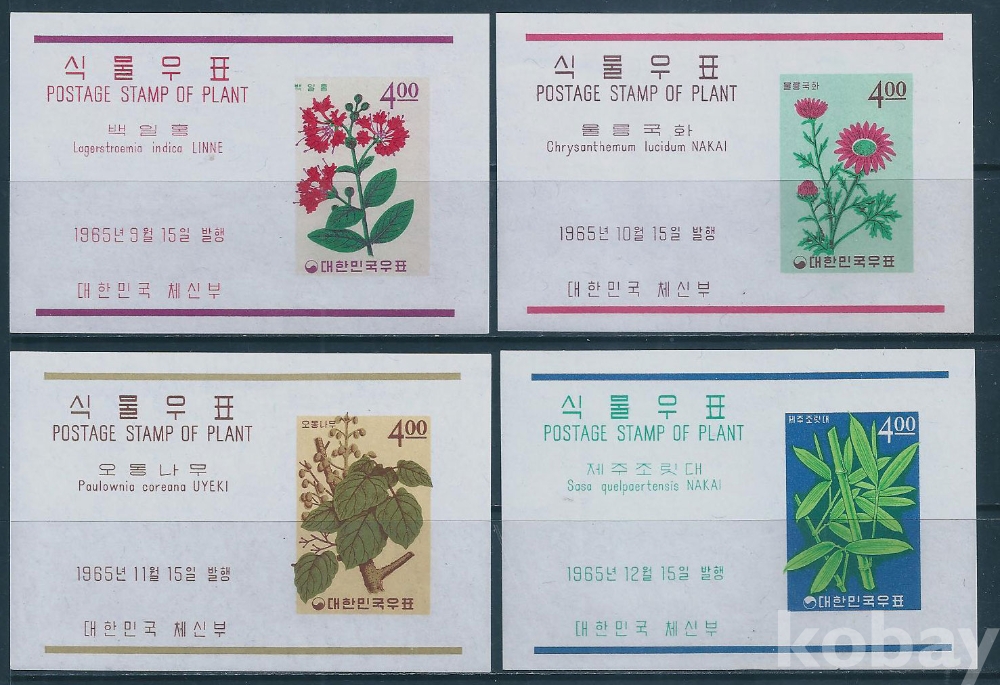 식물우표
POSTAGE STAMP OF PLANT
백일홍
Lagerstraemia indica LINNE
1965년 9월 15일 발행
대한민국 체신부
백일홍
4.00
대한민국우표
식물우표
POSTAGE STAMP OF PLANT
울릉국화
Chrysanthemum lucidum NAKAI
1965년 10월 15일 발행
대한민국 체신부
울릉국화
4.00
대한민국우표
식물우표
POSTAGE STAMP OF PLANT
오동나무
Paulownia coreana UYEKI
1965년 11월 15일 발행
대한민국 체신부
오동나무
4.00
대한민국우표
식물우표
POSTAGE STAMP OF PLANT
제주조릿대
Sasa quelpaertensis NAKAI
1965년 12월 15일 발행
대한민국 체신부
제주조릿대
4.00
대한민국우표
kobay